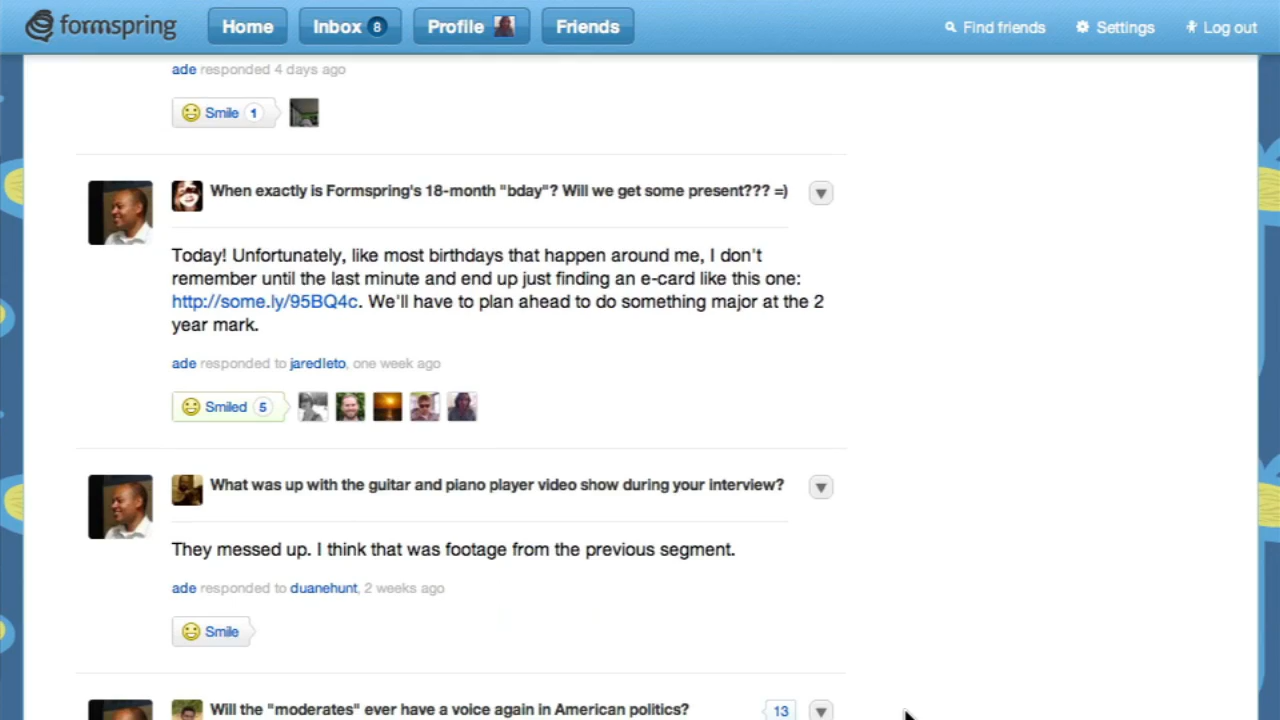 formspring Home Inbox 8 Profile Friends Find friends Settings Log out
ade responded 4 days ago
Smile 1
When exactly is Formspring's 18-month "bday"? Will we get some present??? =)
Today! Unfortunately, like most birthdays that happen around me, I don't
remember until the last minute and end up just finding an e-card like this one:
http://some.ly/95BQ4c. We'll have to plan ahead to do something major at the 2
year mark.
ade responded to jaredleto, one week ago
Smiled 5
What was up with the guitar and piano player video show during your interview?
They messed up. I think that was footage from the previous segment.
ade responded to duanehunt, 2 weeks ago
Smile
Will the "moderates" ever have a voice again in American politics? 13